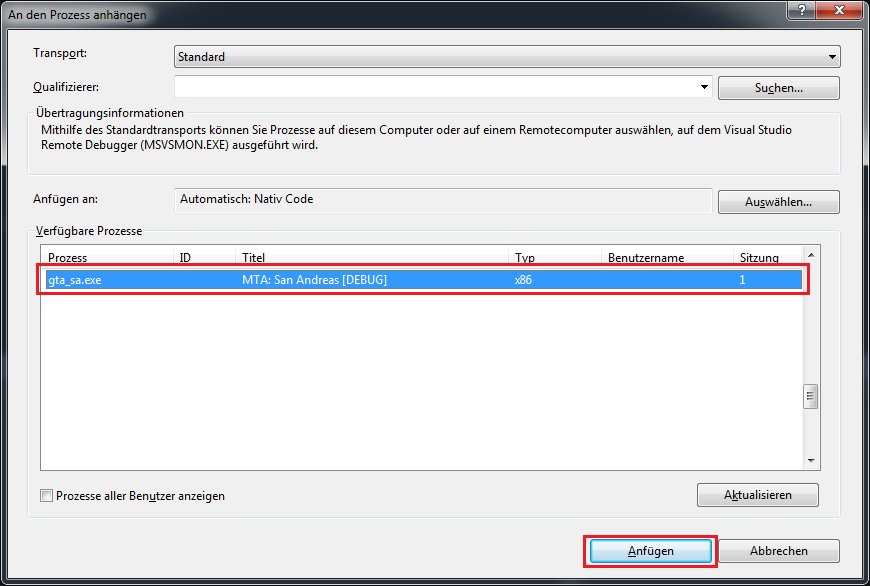 An den Prozess anhängen
Transport:
Standard
Qualifizierer:
Suchen...
Übertragungsinformationen
Mithilfe des Standardtransports können Sie Prozesse auf diesem Computer oder auf einem Remotecomputer auswählen, auf dem Visual Studio
Remote Debugger (MSVSMON.EXE) ausgeführt wird.
Anfügen an:
Automatisch: Nativ Code
Auswählen...
Verfügbare Prozesse
Prozess ID Titel Typ Benutzername Sitzung
gta_sa.exe MTA: San Andreas [DEBUG] x86 1
Prozesse aller Benutzer anzeigen
Aktualisieren
Anfügen
Abbrechen